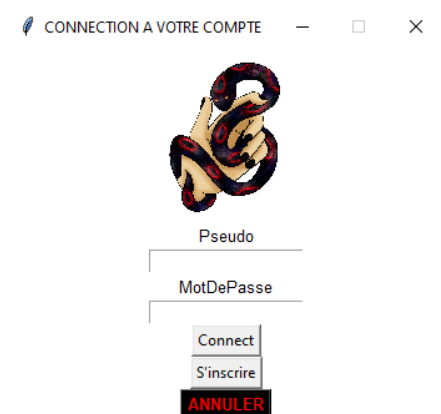 CONNECTION A VOTRE COMPTE
Pseudo
MotDePasse
Connect
S'inscrire
ANNULER